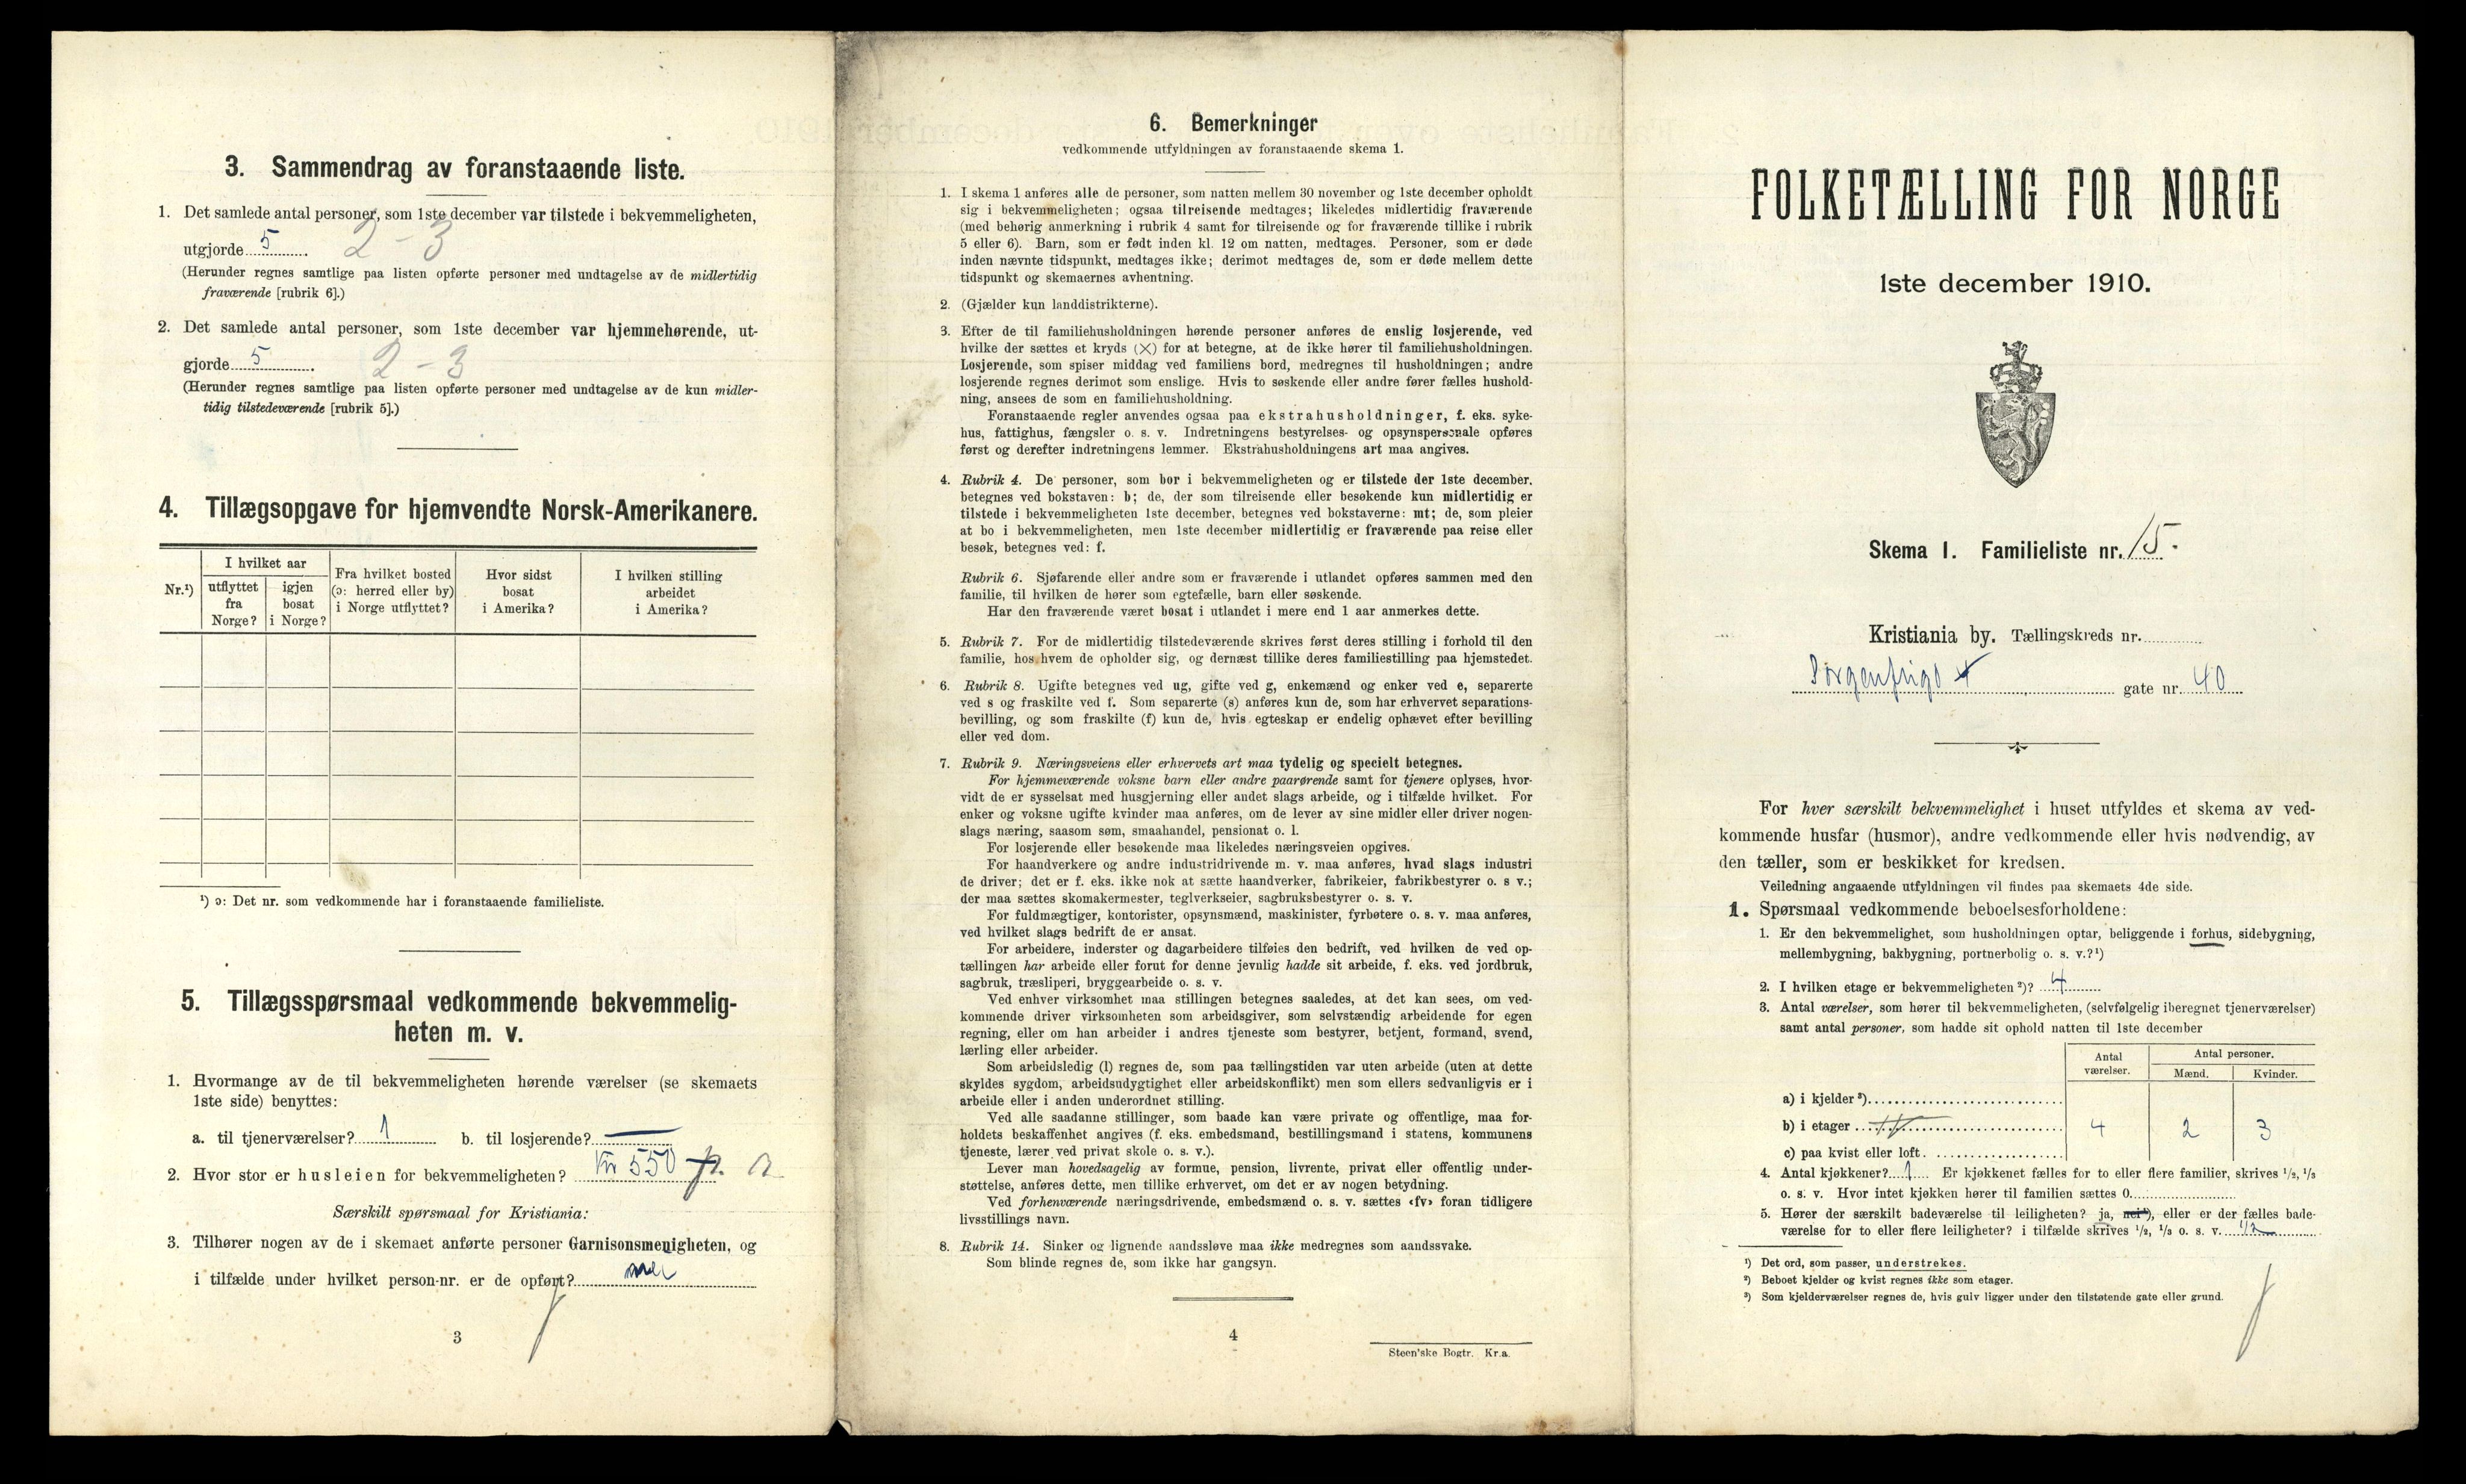 3. Sammendrag av foranstaaende liste.
1. Det samlede antal personer, som 1ste december var tilstede i bekvemmeligheten,
utgjorde 5 2 - 3
(Herunder regnes samtlige paa listen opførte personer med undtagelse av de midlertidig
fraværende [rubrik 6].)
2. Det samlede antal personer, som 1ste december var hjemmehørende, ut-
gjorde 5 2 - 3
(Herunder regnes samtlige paa listen opførte personer med undtagelse av de kun midler-
tidig tilstedeværende [rubrik 5].)
4. Tillægsopgave for hjemvendte Norsk-Amerikanere.
Nr.¹)
I hvilket aar
utflyttet
fra
Norge?
igjen
bosat
i Norge?
Fra hvilket bosted
(ɔ: herred eller by)
i Norge utflyttet?
Hvor sidst
bosat
i Amerika?
I hvilken stilling
arbeidet
i Amerika?
¹) ɔ: Det nr. som vedkommende har i foranstaaende familieliste.
5. Tillægsspørsmaal vedkommende bekvemmelig-
heten m. v.
1. Hvormange av de til bekvemmeligheten hørende værelser (se skemaets
1ste side) benyttes:
a. til tjenerværelser? 1 b. til losjerende? —
2. Hvor stor er husleien for bekvemmeligheten? Kr 550
Særskilt spørsmaal for Kristiania:
3. Tilhører nogen av de i skemaet anførte personer Garnisonsmenigheten, og
i tilfælde under hvilket person-nr. er de opført?
3
6. Bemerkninger
vedkommende utfyldningen av foranstaaende skema 1.
1. I skema 1 anføres alle de personer, som natten mellem 30 november og 1ste december opholdt
sig i bekvemmeligheten; ogsaa tilreisende medtages; likeledes midlertidig fraværende
(med behørig anmerkning i rubrik 4 samt for tilreisende og for fraværende tillike i rubrik
5 eller 6). Barn, som er født inden kl. 12 om natten, medtages. Personer, som er døde
inden nævnte tidspunkt, medtages ikke; derimot medtages de, som er døde mellem dette
tidspunkt og skemaernes avhentning.
2. (Gjælder kun landdistrikterne).
3. Efter de til familiehusholdningen hørende personer anføres de enslig losjerende, ved
hvilke der sættes et kryds (×) for at betegne, at de ikke hører til familiehusholdningen.
Losjerende, som spiser middag ved familiens bord, medregnes til husholdningen; andre
losjerende regnes derimot som enslige. Hvis to søskende eller andre fører fælles hushold-
ning, ansees de som en familiehusholdning.
Foranstaaende regler anvendes ogsaa paa ekstrahusholdninger, f. eks. syke-
hus, fattighus, fængsler o. s. v. Indretningens bestyrelses- og opsynspersonale opføres
først og derefter indretningens lemmer. Ekstrahusholdningens art maa angives.
4. Rubrik 4. De personer, som bor i bekvemmeligheten og er tilstede der 1ste december,
betegnes ved bokstaven: b; de, der som tilreisende eller besøkende kun midlertidig er
tilstede i bekvemmeligheten 1ste december, betegnes ved bokstaverne: mt; de, som pleier
at bo i bekvemmeligheten, men 1ste december midlertidig er fraværende paa reise eller
besøk, betegnes ved: f.
Rubrik 6. Sjøfarende eller andre som er fraværende i utlandet opføres sammen med den
familie, til hvilken de hører som egtefælle, barn eller søskende.
Har den fraværende været bosat i utlandet i mere end 1 aar anmerkes dette.
5. Rubrik 7. For de midlertidig tilstedeværende skrives først deres stilling i forhold til den
familie, hos hvem de opholder sig, og dernæst tillike deres familiestilling paa hjemstedet.
6. Rubrik 8. Ugifte betegnes ved ug, gifte ved g, enkemænd og enker ved e, separerte
ved s og fraskilte ved f. Som separerte (s) anføres kun de, som har erhvervet separations-
bevilling, og som fraskilte (f) kun de, hvis egteskap er endelig ophævet efter bevilling
eller ved dom.
7. Rubrik 9. Næringsveiens eller erhvervets art maa tydelig og specielt betegnes.
For hjemmeværende voksne barn eller andre paarørende samt for tjenere oplyses, hvor-
vidt de er sysselsat med husgjerning eller andet slags arbeide, og i tilfælde hvilket. For
enker og voksne ugifte kvinder maa anføres, om de lever av sine midler eller driver nogen-
slags næring, saasom søm, smaahandel, pensionat o. l.
For losjerende eller besøkende maa likeledes næringsveien opgives.
For haandverkere og andre industridrivende m. v. maa anføres, hvad slags industri
de driver; det er f. eks. ikke nok at sætte haandverker, fabrikeier, fabrikbestyrer o. s v.;
der maa sættes skomakermester, teglverkseier, sagbruksbestyrer o. s. v.
For fuldmægtiger, kontorister, opsynsmænd, maskinister, fyrbøtere o. s. v. maa anføres,
ved hvilket slags bedrift de er ansat.
For arbeidere, inderster og dagarbeidere tilføies den bedrift, ved hvilken de ved op-
tællingen har arbeide eller forut for denne jevnlig hadde sit arbeide, f. eks. ved jordbruk,
sagbruk, træsliperi, bryggearbeide o. s. v.
Ved enhver virksomhet maa stillingen betegnes saaledes, at det kan sees, om ved-
kommende driver virksomheten som arbeidsgiver, som selvstændig arbeidende for egen
regning, eller om han arbeider i andres tjeneste som bestyrer, betjent, formand, svend,
lærling eller arbeider.
Som arbeidsledig (l) regnes de, som paa tællingstiden var uten arbeide (uten at dette
skyldes sygdom, arbeidsudygtighet eller arbeidskonflikt) men som ellers sedvanligvis er i
arbeide eller i anden underordnet stilling.
Ved alle saadanne stillinger, som baade kan være private og offentlige, maa for-
holdets beskaffenhet angives (f. eks. embedsmand, bestillingsmand i statens, kommunens
tjeneste, lærer ved privat skole o. s. v.).
Lever man hovedsagelig av formue, pension, livrente, privat eller offentlig under-
støttelse, anføres dette, men tillike erhvervet, om det er av nogen betydning.
Ved forhenværende næringsdrivende, embedsmænd o. s. v. sættes «fv» foran tidligere
livsstillings navn.
8. Rubrik 14. Sinker og lignende aandssløve maa ikke medregnes som aandssvake.
Som blinde regnes de, som ikke har gangsyn.
4
Steen'ske Bogtr. Kr.a.
FOLKETÆLLING FOR NORGE
1ste december 1910.
Skema 1. Familieliste nr. 15.
Kristiania by. Tællingskreds nr.
Sorgenfrigt gate nr. 40
For hver særskilt bekvemmelighet i huset utfyldes et skema av ved-
kommende husfar (husmor), andre vedkommende eller hvis nødvendig, av
den tæller, som er beskikket for kredsen.
Veiledning angaaende utfyldningen vil findes paa skemaets 4de side.
1. Spørsmaal vedkommende beboelsesforholdene:
1. Er den bekvemmelighet, som husholdningen optar, beliggende i forhus, sidebygning,
mellembygning, bakbygning, portnerbolig o. s. v.?¹)
2. I hvilken etage er bekvemmeligheten²)? 4
3. Antal værelser, som hører til bekvemmeligheten, (selvfølgelig iberegnet tjenerværelser)
samt antal personer, som hadde sit ophold natten til 1ste december
Antal
værelser.
Antal personer.
Mænd. Kvinder.
a) i kjelder³)
b) i etager 4 2 3
c) paa kvist eller loft
4. Antal kjøkkener? 1 Er kjøkkenet fælles for to eller flere familier, skrives ¹/₂, ¹/₃
o. s. v. Hvor intet kjøkken hører til familien sættes 0.
5. Hører der særskilt badeværelse til leiligheten? ja, nei¹), eller er der fælles bade-
værelse for to eller flere leiligheter? i tilfælde skrives ¹/₂, ¹/₃ o. s. v. 1/2
¹) Det ord, som passer, understrekes.
²) Beboet kjelder og kvist regnes ikke som etager.
³) Som kjelderværelser regnes de, hvis gulv ligger under den tilstøtende gate eller grund.